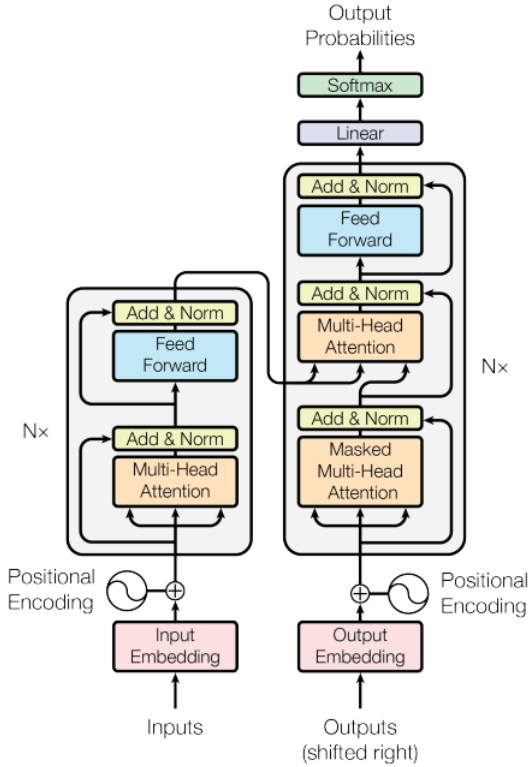 Output
Probabilities
Softmax
Linear
Add & Norm
Feed
Forward
Add & Norm
Multi-Head
Attention
Add & Norm
Masked
Multi-Head
Attention
N×
Positional
Encoding
Output
Embedding
Outputs
(shifted right)
Add & Norm
Feed
Forward
Add & Norm
Multi-Head
Attention
N×
Positional
Encoding
Input
Embedding
Inputs